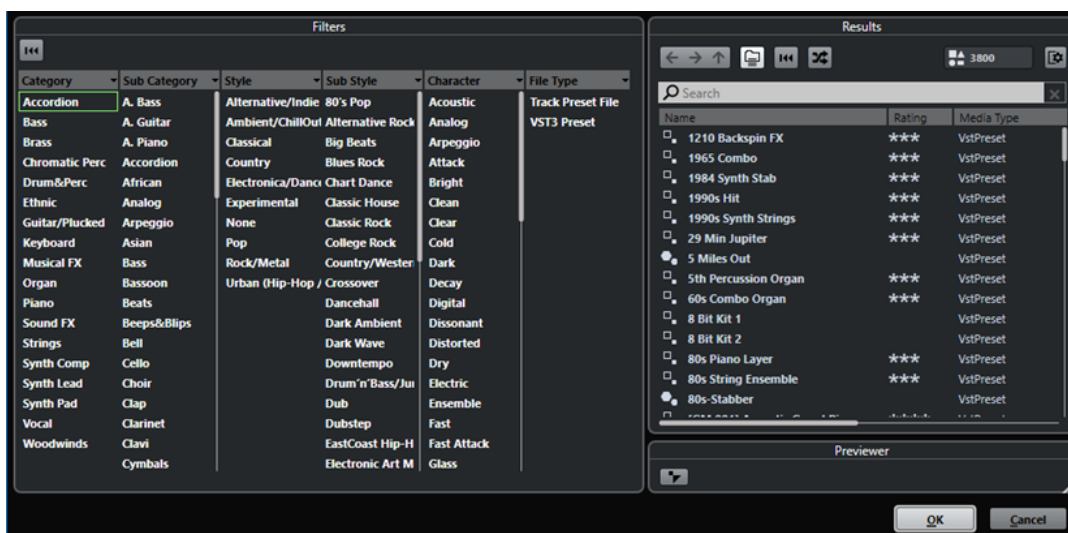 Filters
Category Sub Category Style Sub Style Character File Type
Accordion A. Bass Alternative/Indie 80's Pop Acoustic Track Preset File
Bass A. Guitar Ambient/ChillOut Alternative Rock Analog VST3 Preset
Brass A. Piano Classical Big Beats Arpeggio
Chromatic Perc Accordion Country Blues Rock Attack
Drum&Perc African Electronica/Danc Chart Dance Bright
Ethnic Analog Experimental Classic House Clean
Guitar/Plucked Arpeggio None Classic Rock Clear
Keyboard Asian Pop College Rock Cold
Musical FX Bass Rock/Metal Country/Wester Dark
Organ Bassoon Urban (Hip-Hop / Crossover Decay
Piano Beats Dancehall Digital
Sound FX Beeps&Blips Dark Ambient Dissonant
Strings Bell Dark Wave Distorted
Synth Comp Cello Downtempo Dry
Synth Lead Choir Drum'n'Bass/Ju Electric
Synth Pad Clap Dub Ensemble
Vocal Clarinet Dubstep Fast
Woodwinds Clavi EastCoast Hip-H Fast Attack
Cymbals Electronic Art M Glass
Results
3800
Search
Name Rating Media Type
1210 Backspin FX *** VstPreset
1965 Combo *** VstPreset
1984 Synth Stab *** VstPreset
1990s Hit *** VstPreset
1990s Synth Strings *** VstPreset
29 Min Jupiter *** VstPreset
5 Miles Out VstPreset
5th Percussion Organ *** VstPreset
60s Combo Organ *** VstPreset
8 Bit Kit 1 VstPreset
8 Bit Kit 2 VstPreset
80s Piano Layer *** VstPreset
80s String Ensemble *** VstPreset
80s-Stabber VstPreset
Previewer
OK Cancel